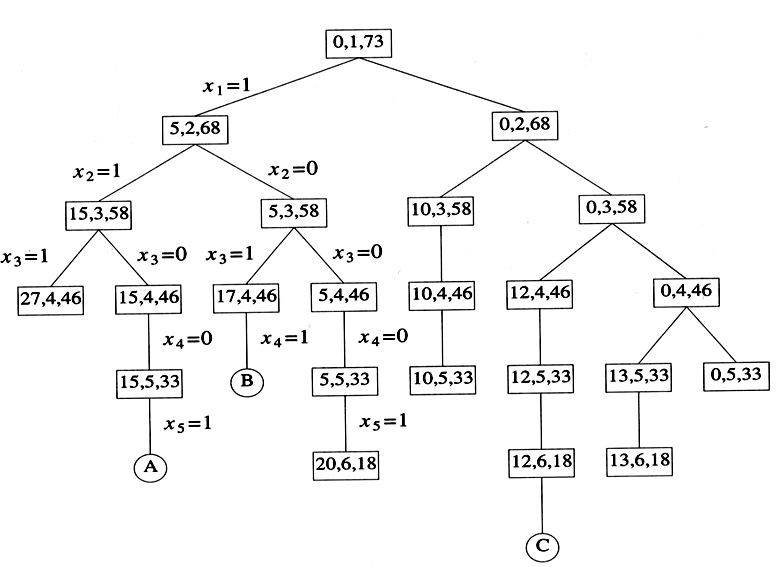 0,1,73
x1=1
5,2,68 0,2,68
x2=1 x2=0
15,3,58 5,3,58 10,3,58 0,3,58
x3=1 x3=0 x3=1 x3=0
27,4,46 15,4,46 17,4,46 5,4,46 10,4,46 12,4,46 0,4,46
x4=0 x4=1 x4=0
15,5,33 B 5,5,33 10,5,33 12,5,33 13,5,33 0,5,33
x5=1 x5=1
A 20,6,18 12,6,18 13,6,18
C